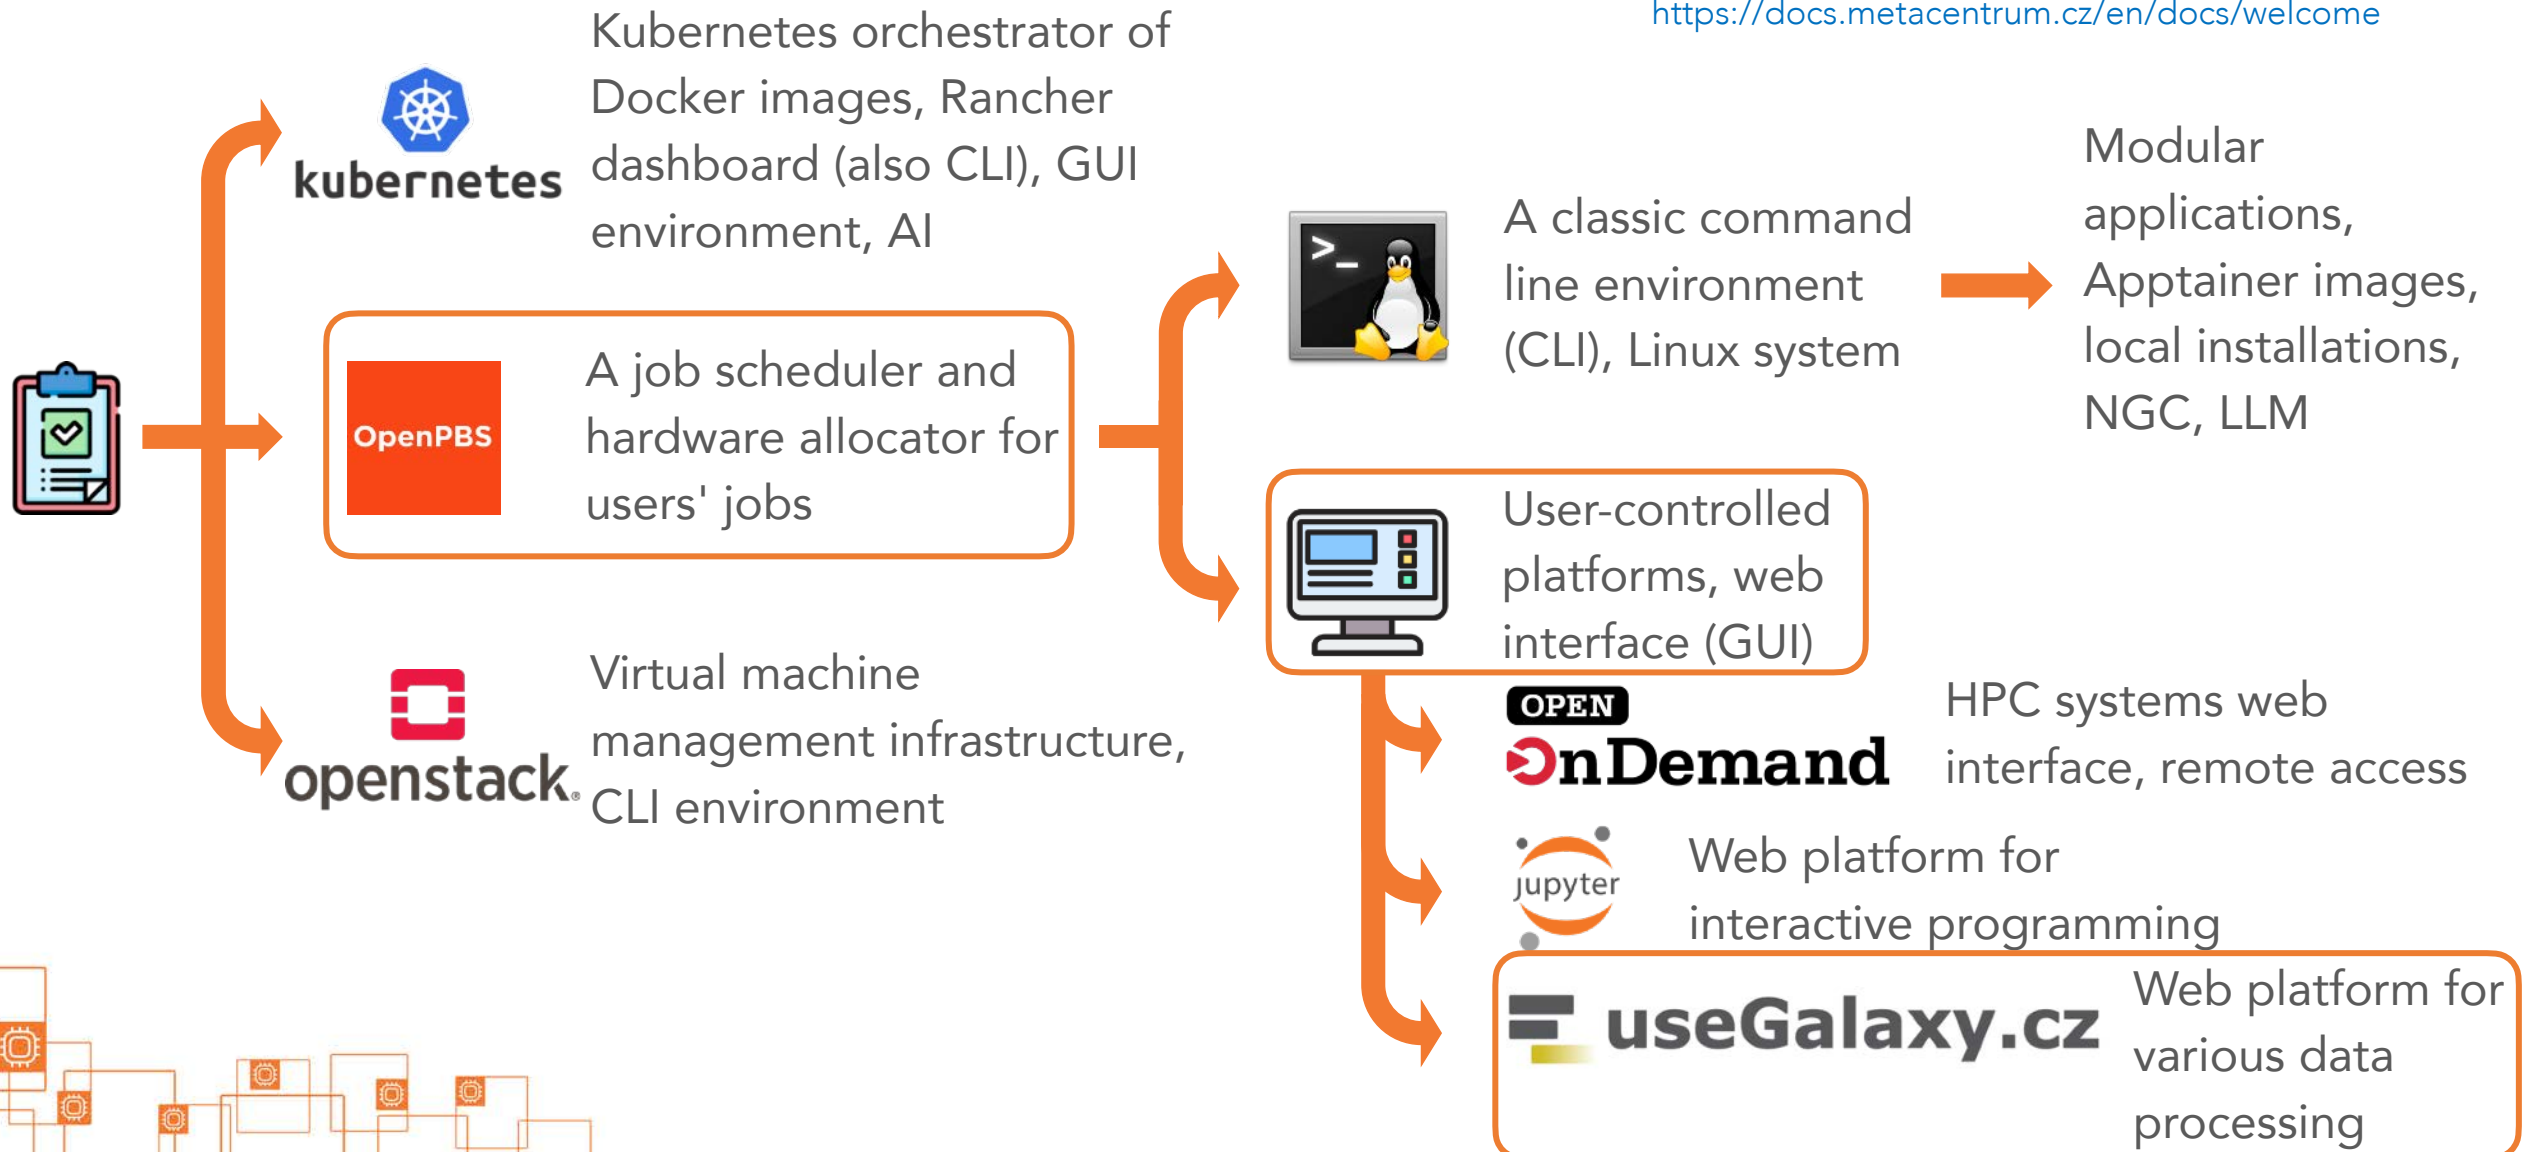 https://docs.metacentrum.cz/en/docs/welcome
kubernetes
Kubernetes orchestrator of
Docker images, Rancher
dashboard (also CLI), GUI
environment, AI
OpenPBS
A job scheduler and
hardware allocator for
users' jobs
openstack.
Virtual machine
management infrastructure,
CLI environment
>_
A classic command
line environment
(CLI), Linux system
Modular
applications,
Apptainer images,
local installations,
NGC, LLM
User-controlled
platforms, web
interface (GUI)
OPEN
OnDemand
HPC systems web
interface, remote access
jupyter
Web platform for
interactive programming
useGalaxy.cz
Web platform for
various data
processing